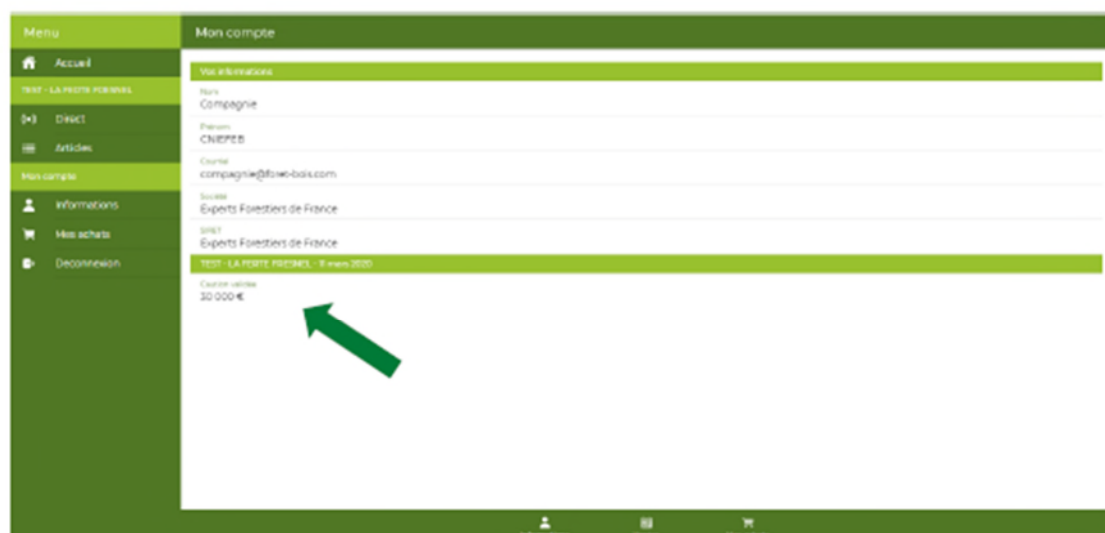 Menu
Mon compte
Accueil
TEST - LA FERTE FRESNEL
Direct
Articles
Mon compte
Informations
Mes achats
Deconnexion
Vos informations
Nom
Compagnie
Prénom
CNIEFEB
Courriel
compagnie@foret-bois.com
Société
Experts Forestiers de France
SIRET
Experts Forestiers de France
TEST - LA FERTE FRESNEL - 11 mars 2020
Caution validée
30 000 €